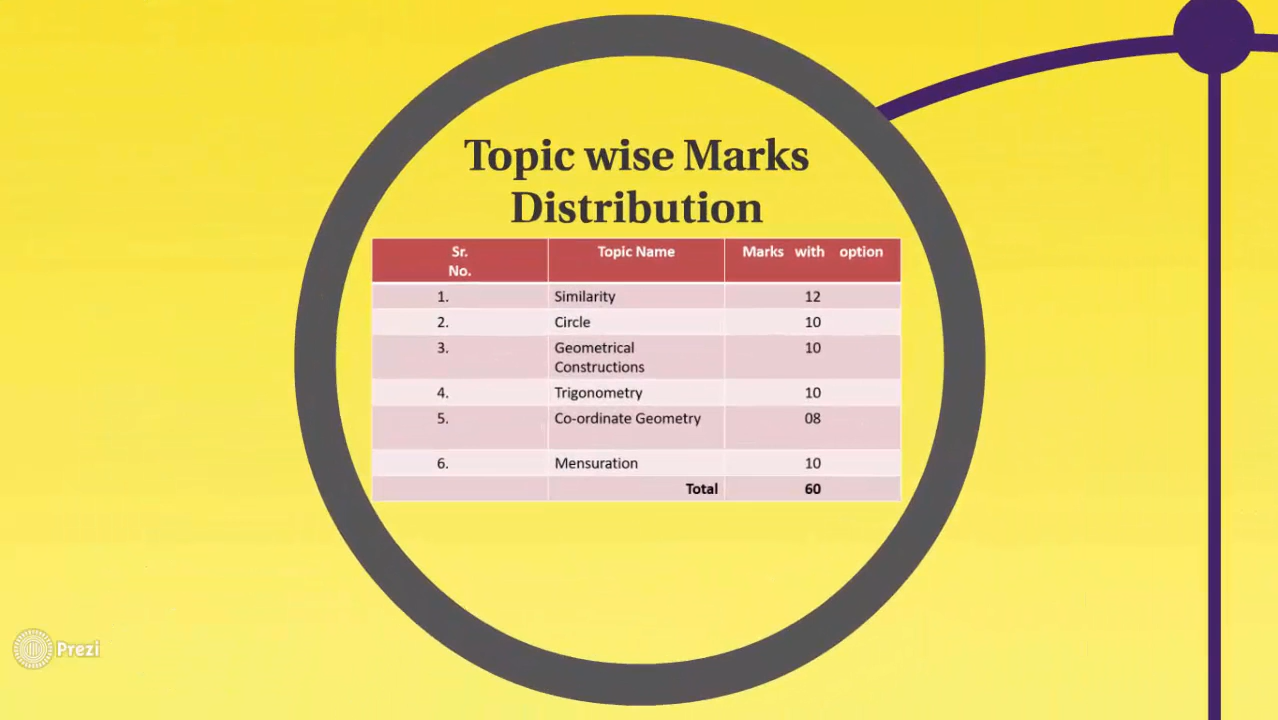 Topic wise Marks
Distribution
Sr. Topic Name Marks with option
No.
1. Similarity 12
2. Circle 10
3. Geometrical 10
Constructions
4. Trigonometry 10
5. Co-ordinate Geometry 08
6. Mensuration 10
Total 60
Prezi